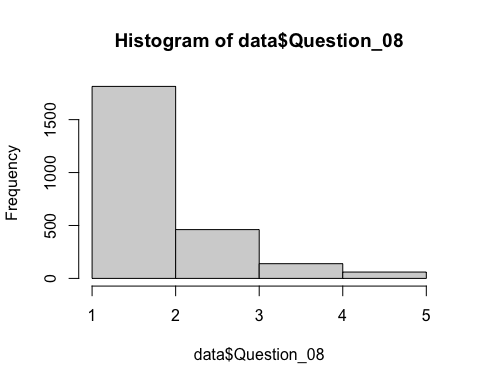 Histogram of data$Question_08
Frequency
1500
1000
500
0
1 2 3 4 5
data$Question_08